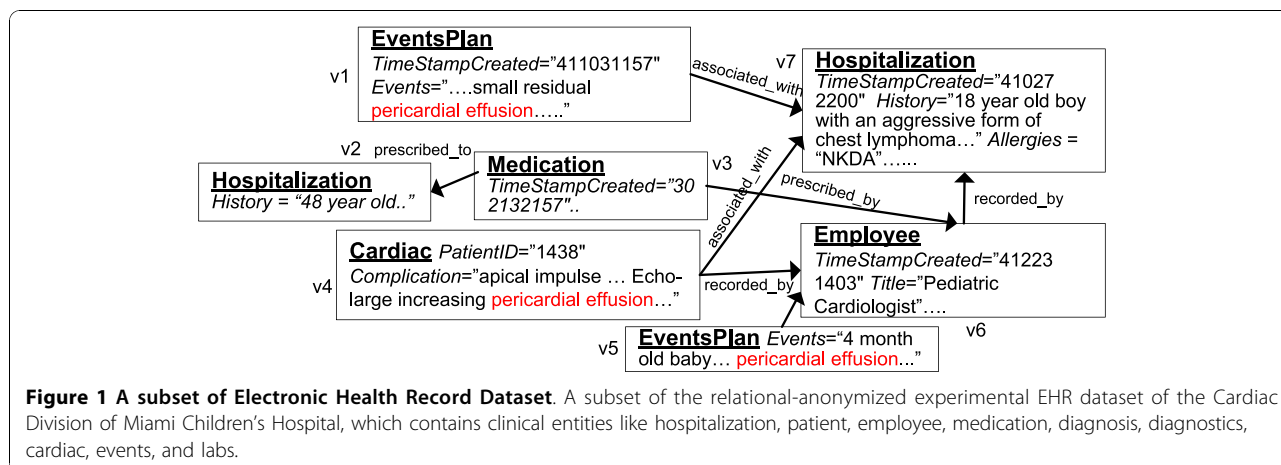 EventsPlan
v1
TimeStampCreated="411031157"
Events="….small residual
pericardial effusion….."
associated_with
v7
Hospitalization
TimeStampCreated="41027
2200" History="18 year old boy
with an aggressive form of
chest lymphoma…" Allergies =
"NKDA"…...
v2
prescribed_to
Hospitalization
History = "48 year old.."
Medication
v3
TimeStampCreated="30
2132157"..
associated_with
prescribed_by
recorded_by
v4
Cardiac PatientID="1438"
Complication="apical impulse … Echo-
large increasing pericardial effusion…"
recorded_by
Employee
TimeStampCreated="41223
1403" Title="Pediatric
Cardiologist"….
v6
v5
EventsPlan Events="4 month
old baby… pericardial effusion..."
Figure 1 A subset of Electronic Health Record Dataset. A subset of the relational-anonymized experimental EHR dataset of the Cardiac
Division of Miami Children's Hospital, which contains clinical entities like hospitalization, patient, employee, medication, diagnosis, diagnostics,
cardiac, events, and labs.